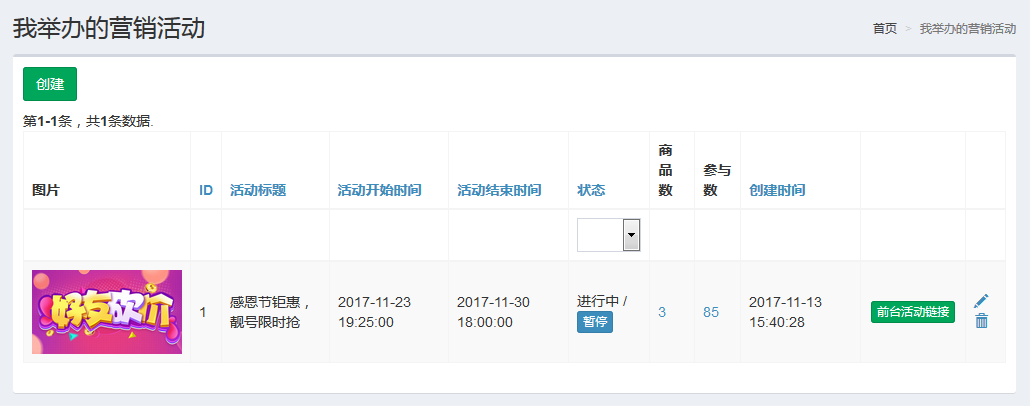 我举办的营销活动
首页 > 我举办的营销活动
创建
第1-1条，共1条数据.
图片 ID 活动标题 活动开始时间 活动结束时间 状态 商品数 参与数 创建时间
好友砍价
1
感恩节钜惠，
靓号限时抢
2017-11-23
19:25:00
2017-11-30
18:00:00
进行中 /
暂停
3
85
2017-11-13
15:40:28
前台活动链接